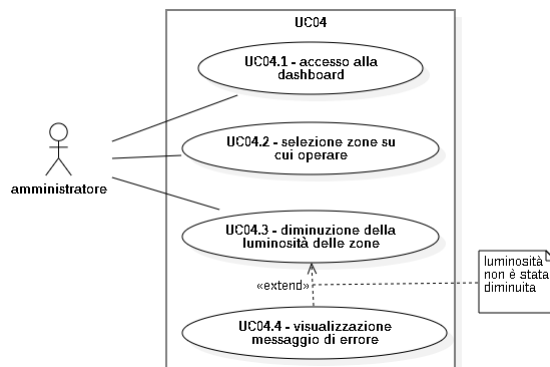 UC04
UC04.1 - accesso alla
dashboard
UC04.2 - selezione zone su
cui operare
amministratore
UC04.3 - diminuzione della
luminosità delle zone
«extend»
luminosità
non è stata
diminuita
UC04.4 - visualizzazione
messaggio di errore